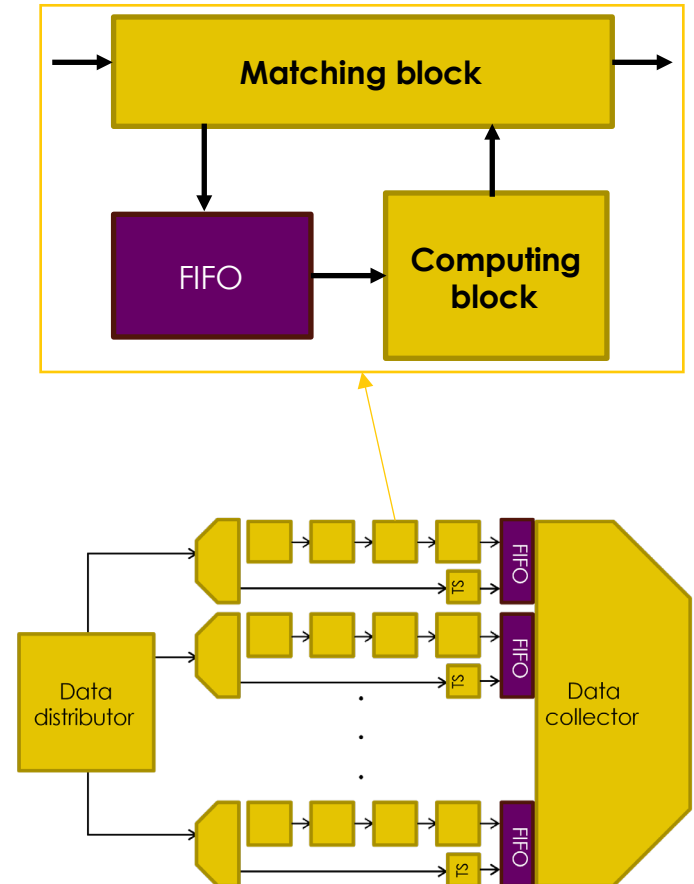 Matching block
FIFO
Computing
block
FIFO
TS
FIFO
TS
Data
distributor
Data
collector
.
.
.
FIFO
TS